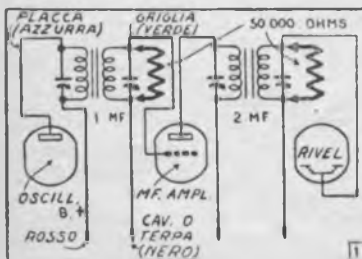 PLACCA
(AZZURRA)
GRIGLIA
(VERDE)
50 000. OHMS
1 MF
2 MF
OSCILL.
B. +
ROSSO
MF. AMPL.
CAV. O
TERPA
(NERO)
RIVEL.
1